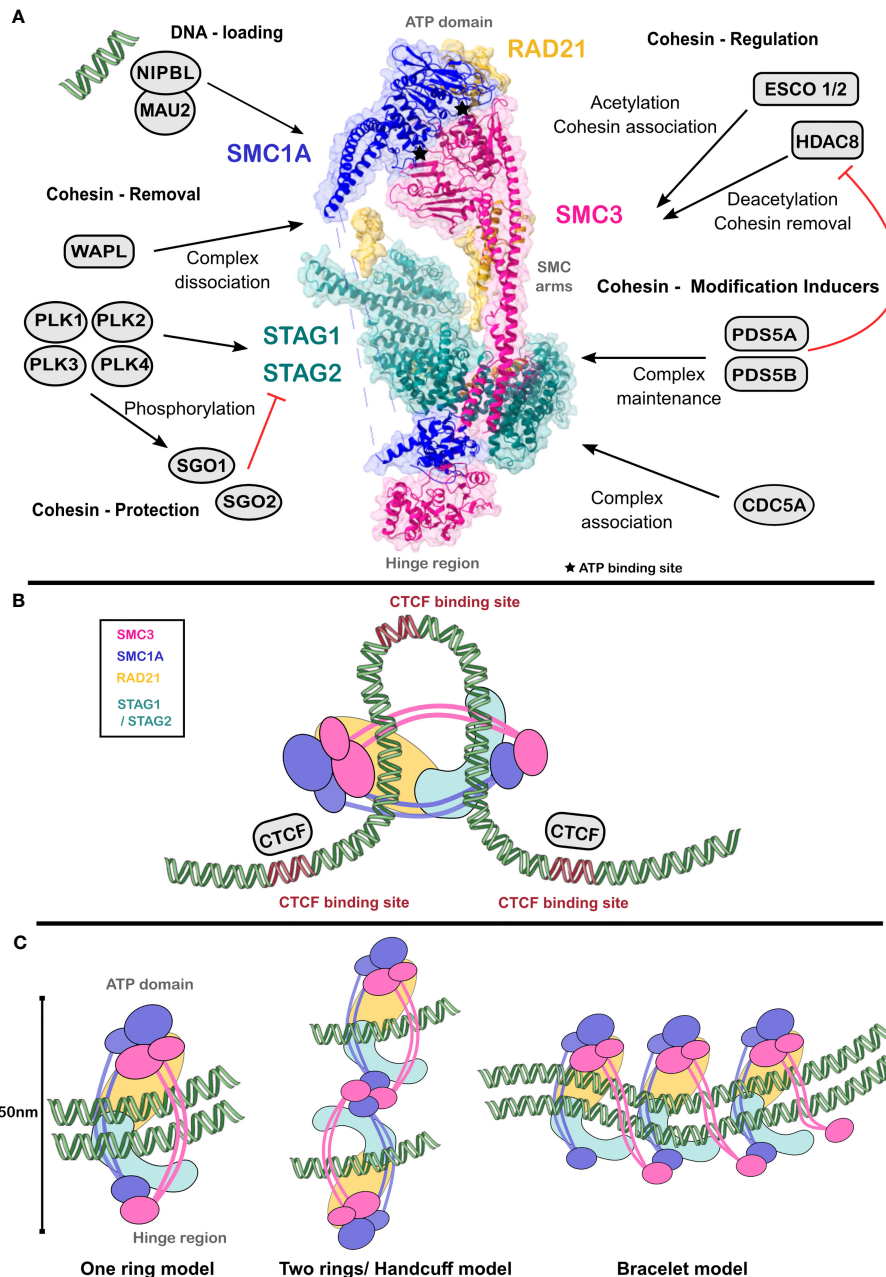 A
ATP domain
DNA - loading
RAD21
Cohesin - Regulation
NIPBL
MAU2
ESCO 1/2
Acetylation
Cohesin association
HDAC8
SMC1A
Cohesin - Removal
SMC3
Deacetylation
Cohesin removal
WAPL
Complex
dissociation
SMC
arms
Cohesin - Modification Inducers
PLK1
PLK2
PLK3
PLK4
STAG1
STAG2
PDS5A
PDS5B
Complex
maintenance
Phosphorylation
SGO1
SGO2
Cohesin - Protection
Complex
association
CDC5A
Hinge region
★ ATP binding site
B
CTCF binding site
SMC3
SMC1A
RAD21
STAG1
/ STAG2
CTCF
CTCF
CTCF binding site
CTCF binding site
C
ATP domain
50nm
Hinge region
One ring model
Two rings/ Handcuff model
Bracelet model